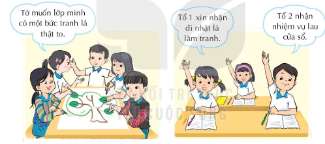 Tớ muốn lớp mình
có một bức tranh lá
thật to.
Tổ 1 xin nhận
đi nhặt lá
làm tranh.
Tổ 2 nhận
nhiệm vụ lau
cửa sổ.